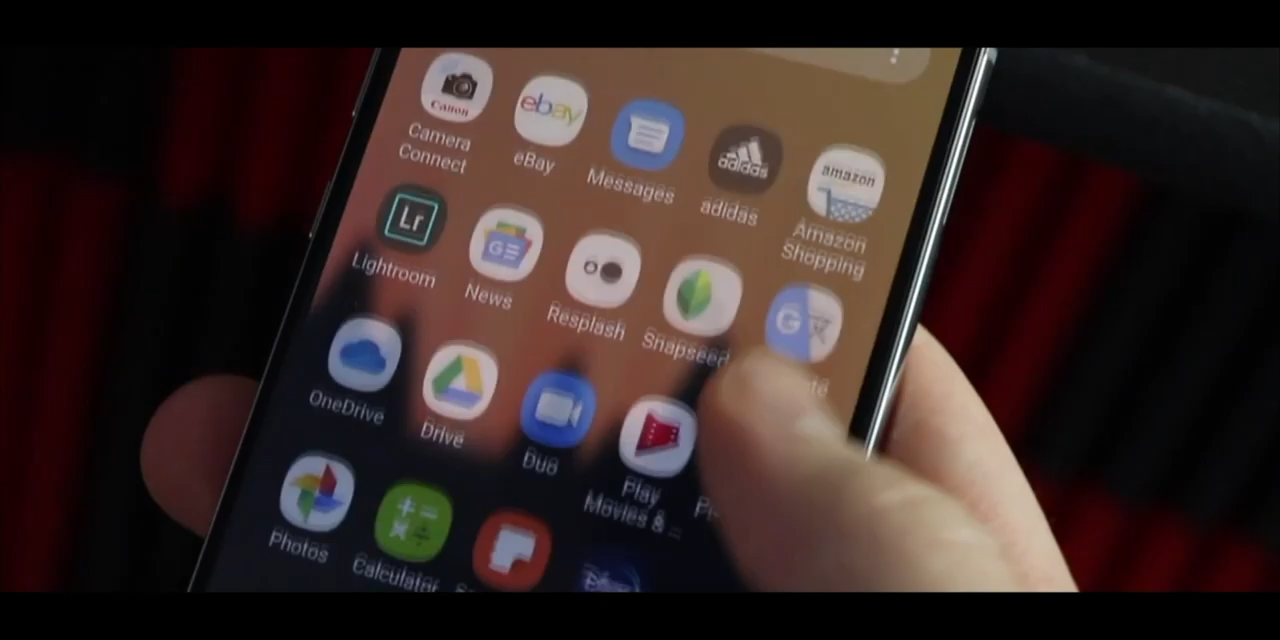 Canon
Camera
Connect
ebay
eBay
Messages
adidas
adidas
amazon
Amazon
Shopping
Lr
Lightroom
G
News
Resplash
Snapseed
G
OneDrive
Drive
Duo
Play
Movies & ...
Photos
Calculator